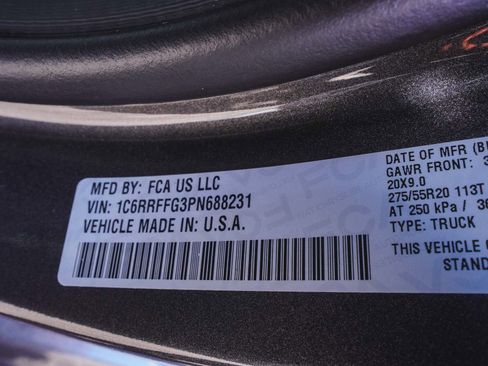 MFD BY: FCA US LLC
VIN: 1C6RRFFG3PN688231
VEHICLE MADE IN: U.S.A.
DATE OF MFR
GAWR FRONT:
20X9.0
275/55R20 113T
AT 250 kPa /
TYPE: TRUCK
THIS VEHICLE
STAND